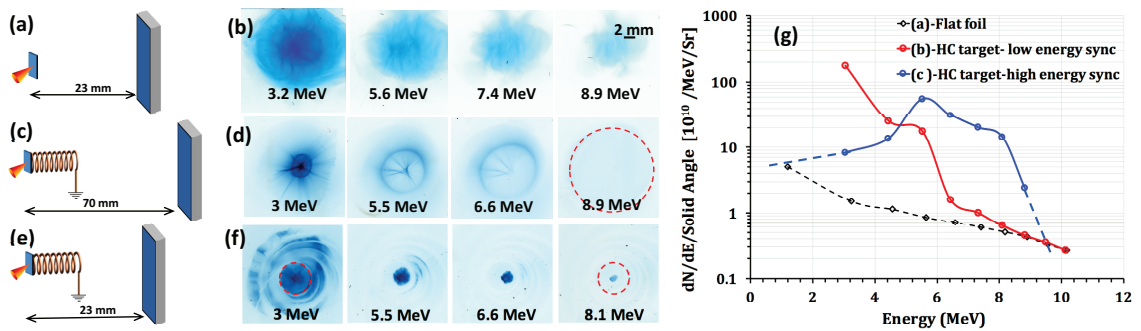 (a)
23 mm
(b)
2 mm
3.2 MeV 5.6 MeV 7.4 MeV 8.9 MeV
(c)
70 mm
(d)
3 MeV 5.5 MeV 6.6 MeV 8.9 MeV
(e)
23 mm
(f)
3 MeV 5.5 MeV 6.6 MeV 8.1 MeV
(g)
(a)-Flat foil
(b)-HC target- low energy sync
(c )-HC target-high energy sync
dN/dE/Solid Angle [10¹⁰ /MeV/Sr]
1000
100
10
1
0.1
0 2 4 6 8 10 12
Energy (MeV)